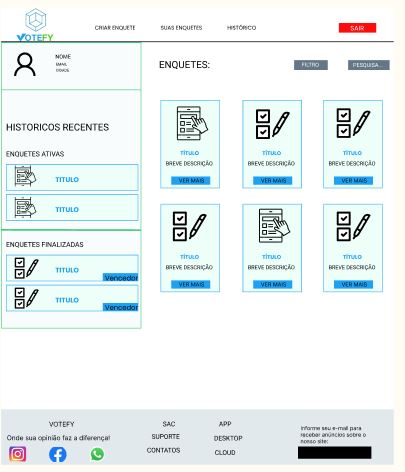 VOTEFY
CRIAR ENQUETE
SUAS ENQUETES
HISTÓRICO
SAIR
NOME
EMAIL
CIDADE
HISTORICOS RECENTES
ENQUETES ATIVAS
TITULO
TITULO
ENQUETES FINALIZADAS
TITULO
Vencedor
TITULO
Vencedor
ENQUETES:
FILTRO
PESQUISA...
TÍTULO
BREVE DESCRIÇÃO
VER MAIS
TÍTULO
BREVE DESCRIÇÃO
VER MAIS
TÍTULO
BREVE DESCRIÇÃO
VER MAIS
TÍTULO
BREVE DESCRIÇÃO
VER MAIS
TÍTULO
BREVE DESCRIÇÃO
VER MAIS
TÍTULO
BREVE DESCRIÇÃO
VER MAIS
VOTEFY
Onde sua opinião faz a diferença!
SAC
SUPORTE
CONTATOS
APP
DESKTOP
CLOUD
Informe seu e-mail para
receber anúncios sobre o
nosso site: